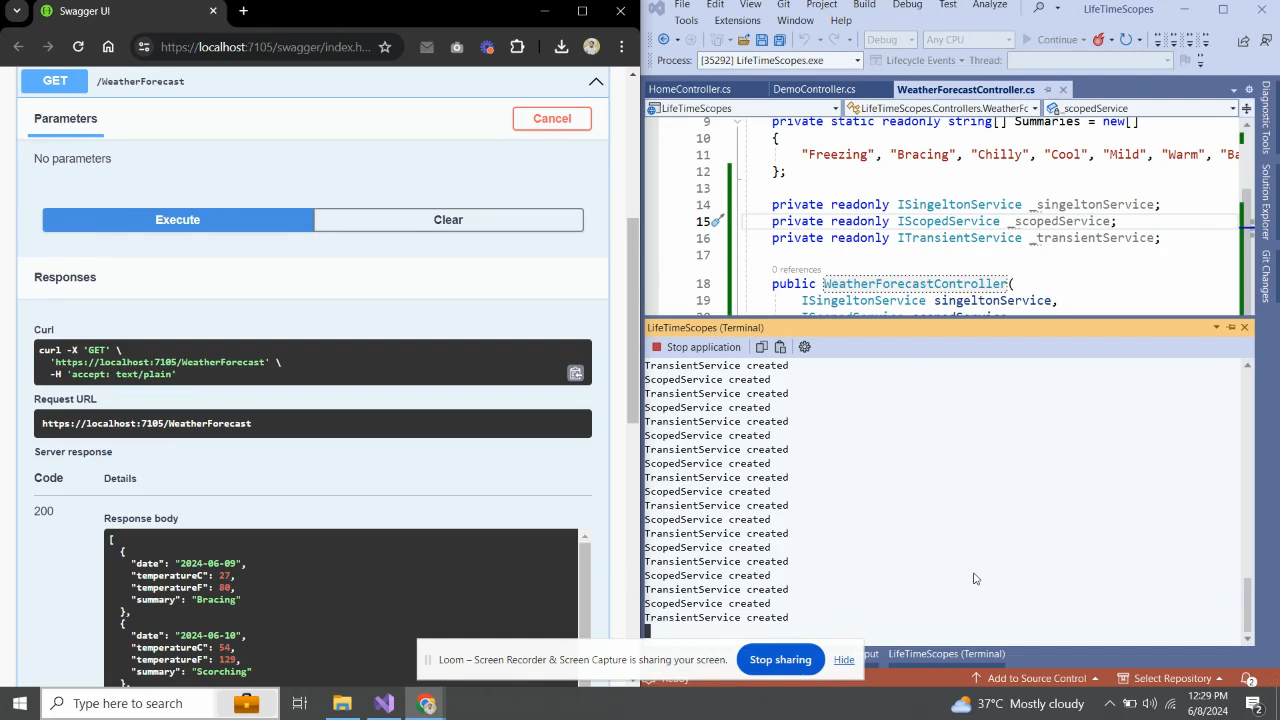 Swagger UI
https://localhost:7105/swagger/index.h...
GET /WeatherForecast
Parameters
Cancel
No parameters
Execute
Clear
Responses
Curl
curl -X 'GET' \
'https://localhost:7105/WeatherForecast' \
-H 'accept: text/plain'
Request URL
https://localhost:7105/WeatherForecast
Server response
Code Details
200
Response body
[
{
"date": "2024-06-09",
"temperatureC": 27,
"temperatureF": 80,
"summary": "Bracing"
},
{
"date": "2024-06-10",
"temperatureC": 54,
"temperatureF": 129,
"summary": "Scorching"
},
File Edit View Git Project Build Debug Test Analyze
Tools Extensions Window Help
LifeTimeScopes
Debug Any CPU Continue
Process: [35292] LifeTimeScopes.exe Lifecycle Events Thread:
HomeController.cs DemoController.cs WeatherForecastController.cs
LifeTimeScopes LifeTimeScopes.Controllers.WeatherFc _scopedService
9 private static readonly string[] Summaries = new[]
10 {
11 "Freezing", "Bracing", "Chilly", "Cool", "Mild", "Warm", "Ba
12 };
13
14 private readonly ISingeltonService _singeltonService;
15 private readonly IScopedService _scopedService;
16 private readonly ITransientService _transientService;
17
0 references
18 public WeatherForecastController(
19 ISingeltonService singeltonService,
LifeTimeScopes (Terminal)
Stop application
TransientService created
ScopedService created
TransientService created
ScopedService created
TransientService created
ScopedService created
TransientService created
ScopedService created
TransientService created
ScopedService created
TransientService created
ScopedService created
TransientService created
ScopedService created
TransientService created
ScopedService created
TransientService created
ScopedService created
TransientService created
Diagnostic Tools
Solution Explorer
Git Changes
Loom – Screen Recorder & Screen Capture is sharing your screen.
Stop sharing
Hide
put LifeTimeScopes (Terminal)
Ready
Add to Source Control
Select Repository
2
Type here to search
37°C Mostly cloudy
12:29 PM
6/8/2024
2